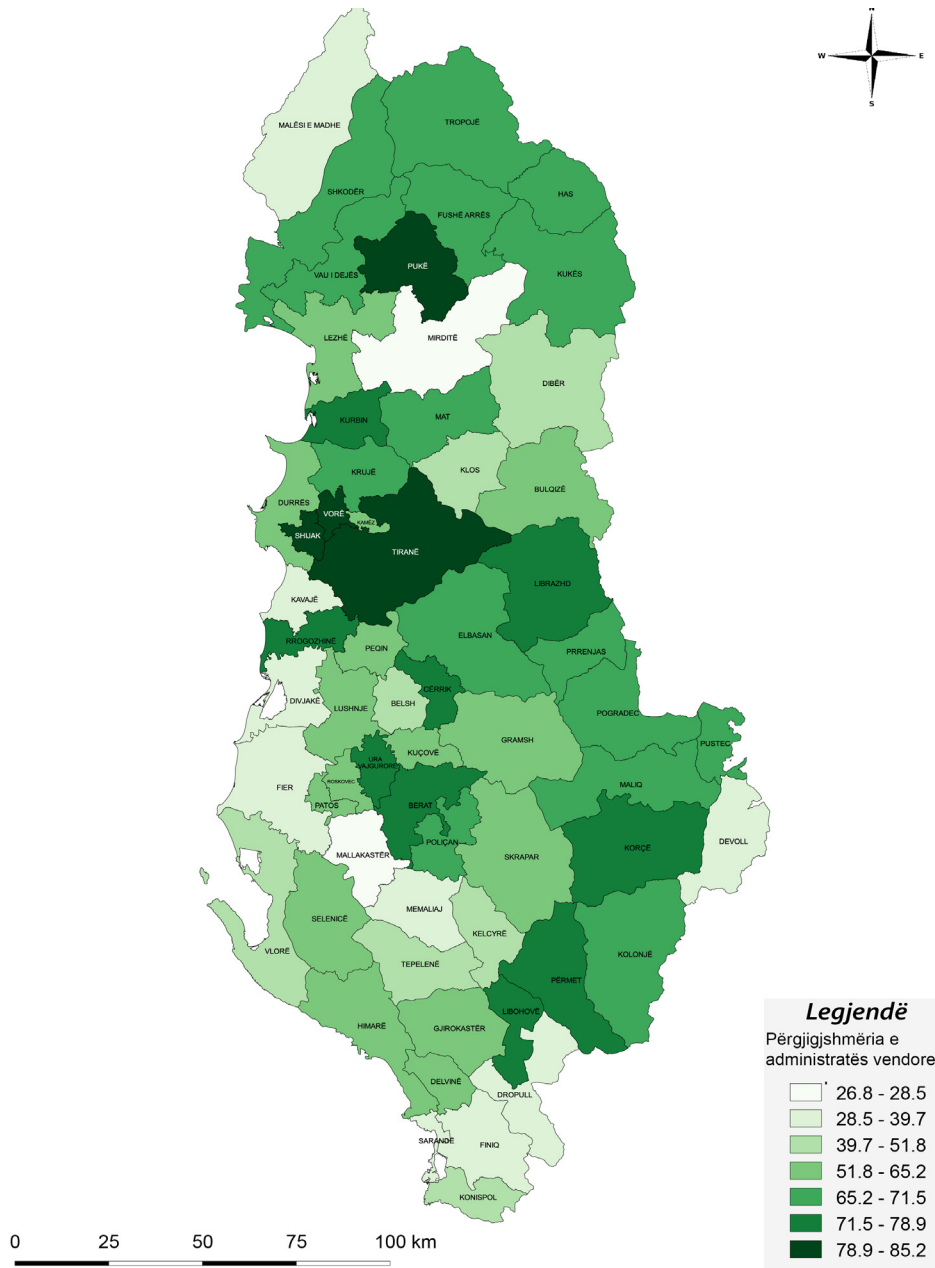 N
W
E
S
MALËSI E MADHE
TROPOJË
SHKODËR
HAS
FUSHË ARRËS
PUKË
VAU I DEJËS
KUKËS
LEZHË
MIRDITË
DIBËR
KURBIN
MAT
KRUJË
KLOS
BULQIZË
DURRËS
VORË
KAMËZ
SHIJAK
TIRANË
LIBRAZHD
KAVAJË
RROGOZHINË
ELBASAN
PEQIN
PRRENJAS
CËRRIK
DIVJAKË
LUSHNJE
BELSH
POGRADEC
GRAMSH
PUSTEC
KUÇOVË
URA
VAJGURORE
ROSKOVEC
FIER
PATOS
BERAT
MALIQ
POLIÇAN
KORÇË
DEVOLL
MALLAKASTËR
SKRAPAR
MEMALIAJ
SELENICË
KELCYRË
VLORË
TEPELENË
KOLONJË
PËRMET
LIBOHOVË
HIMARË
GJIROKASTËR
DELVINË
DROPULL
SARANDË
FINIQ
KONISPOL
Legjendë
Përgjigjshmëria e
administratës vendore
26.8 - 28.5
28.5 - 39.7
39.7 - 51.8
51.8 - 65.2
65.2 - 71.5
71.5 - 78.9
78.9 - 85.2
0 25 50 75 100 km